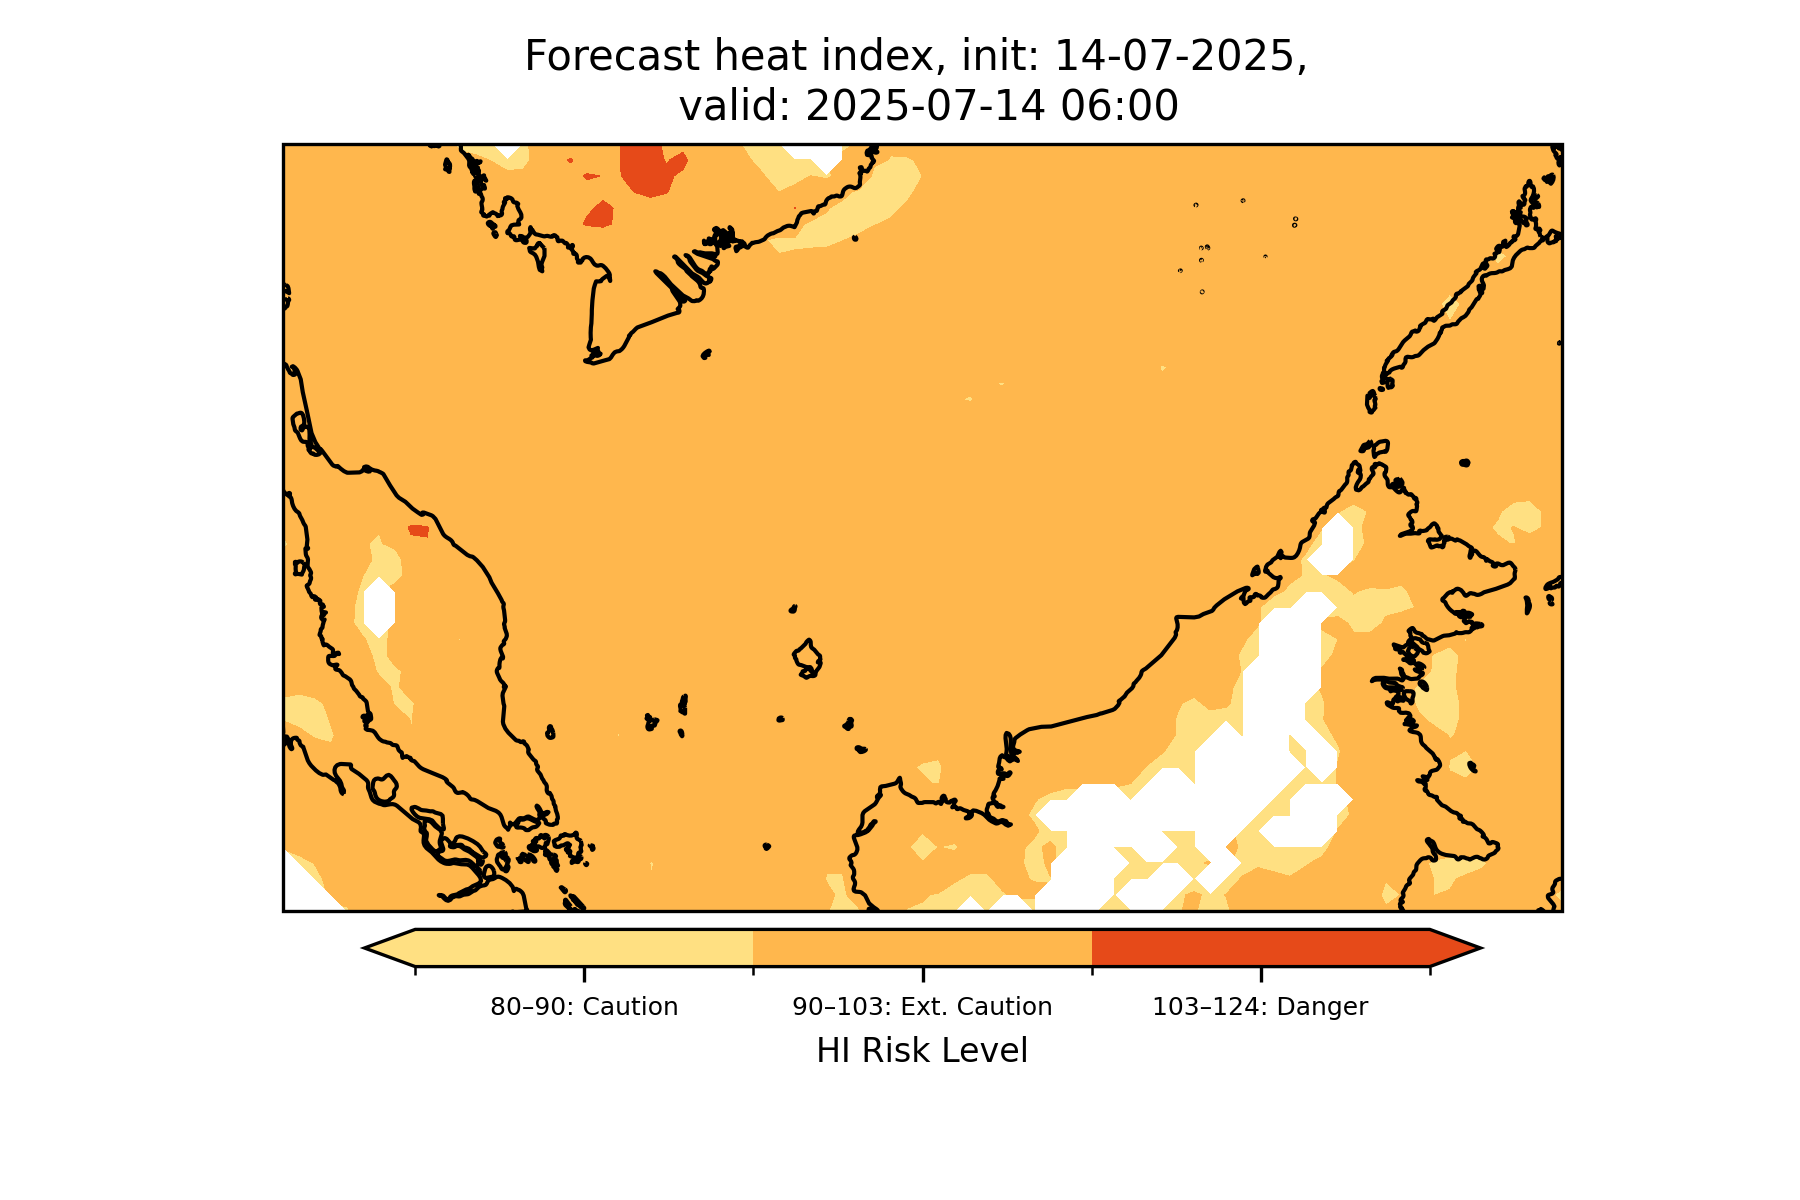 Forecast heat index, init: 14-07-2025,
valid: 2025-07-14 06:00
80–90: Caution
90–103: Ext. Caution
103–124: Danger
HI Risk Level